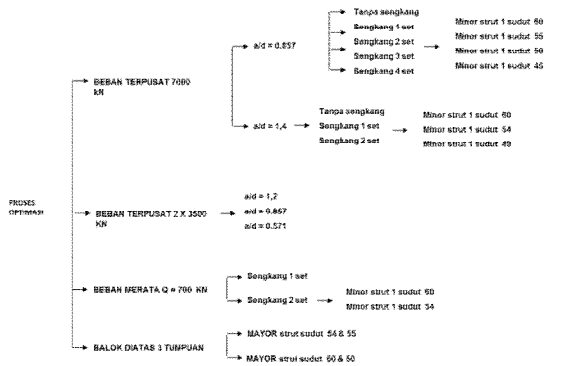 PROSES
OPTIMASI
BEBAN TERPUSAT 7000
KN
a/d = 0.857
Tanpa sengkang
Sengkang 1 set
Sengkang 2 set
Sengkang 3 set
Sengkang 4 set
Minor strut 1 sudut 60
Minor strut 1 sudut 55
Minor strut 1 sudut 50
Minor strut 1 sudut 45
a/d = 1,4
Tanpa sengkang
Sengkang 1 set
Sengkang 2 set
Minor strut 1 sudut 60
Minor strut 1 sudut 54
Minor strut 1 sudut 49
BEBAN TERPUSAT 2 X 3500
KN
a/d = 1,2
a/d = 0.857
a/d = 0.571
BEBAN MERATA Q = 700 KN
Sengkang 1 set
Sengkang 2 set
Minor strut 1 sudut 60
Minor strut 1 sudut 54
BALOK DIATAS 3 TUMPUAN
MAYOR strut sudut 54 & 55
MAYOR strut sudut 60 & 50